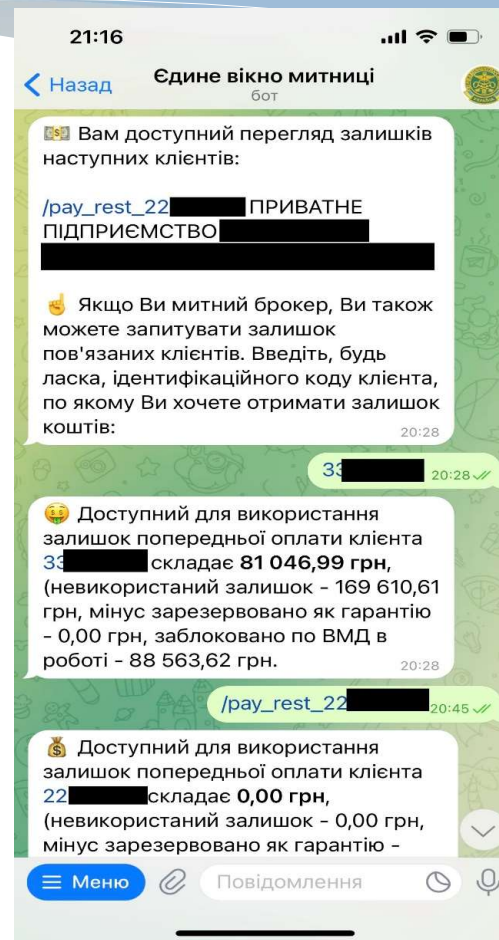 21:16
Назад
Єдине вікно митниці
бот
Вам доступний перегляд залишків
наступних клієнтів:
/pay_rest_22 ПРИВАТНЕ
ПІДПРИЄМСТВО
Якщо Ви митний брокер, Ви також
можете запитувати залишок
пов'язаних клієнтів. Введіть, будь
ласка, ідентифікаційного коду клієнта,
по якому Ви хочете отримати залишок
коштів:
20:28
33 20:28
Доступний для використання
залишок попередньої оплати клієнта
33 складає 81 046,99 грн,
(невикористаний залишок - 169 610,61
грн, мінус зарезервовано як гарантію
- 0,00 грн, заблоковано по ВМД в
роботі - 88 563,62 грн.
20:28
/pay_rest_22 20:45
Доступний для використання
залишок попередньої оплати клієнта
22 складає 0,00 грн,
(невикористаний залишок - 0,00 грн,
мінус зарезервовано як гарантію -
Меню
Повідомлення